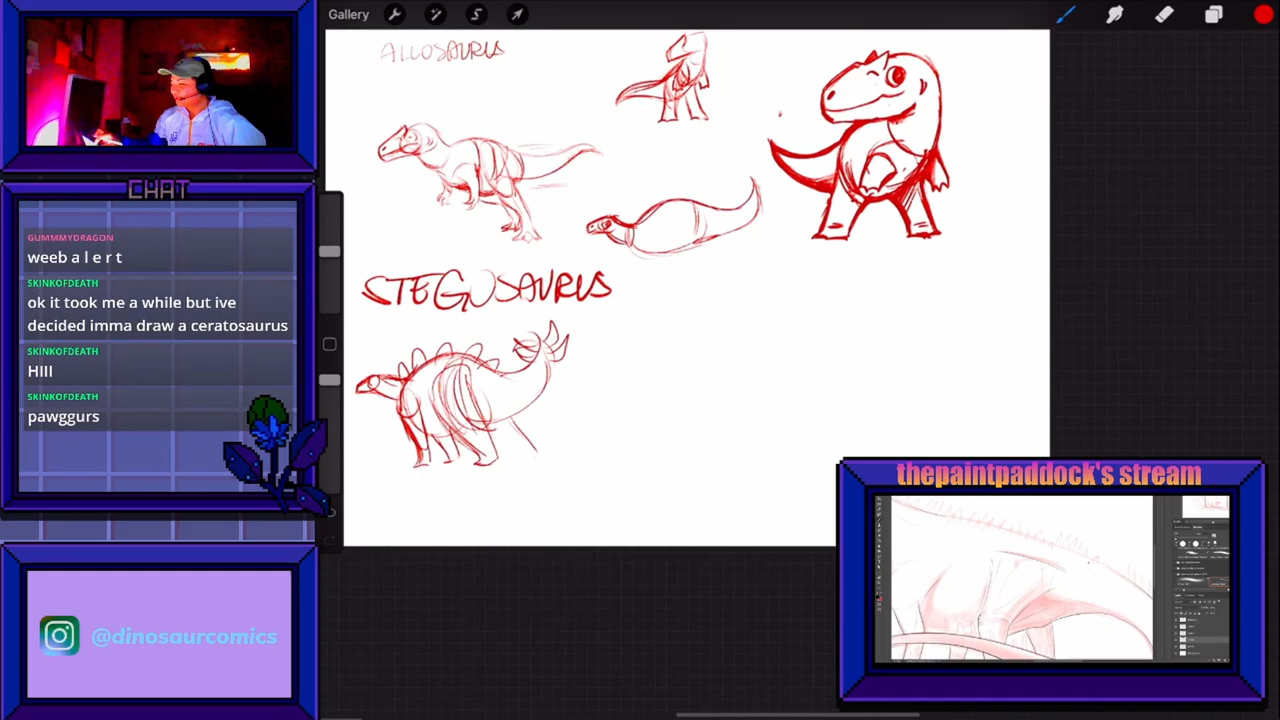 Gallery
ALLOSAURUS
STEGOSAURUS
CHAT
GUMMMYDRAGON
weeb a l e r t
SKINKOFDEATH
ok it took me a while but ive
decided imma draw a ceratosaurus
SKINKOFDEATH
HIII
SKINKOFDEATH
pawggurs
@dinosaurcomics
thepaintpaddock's stream